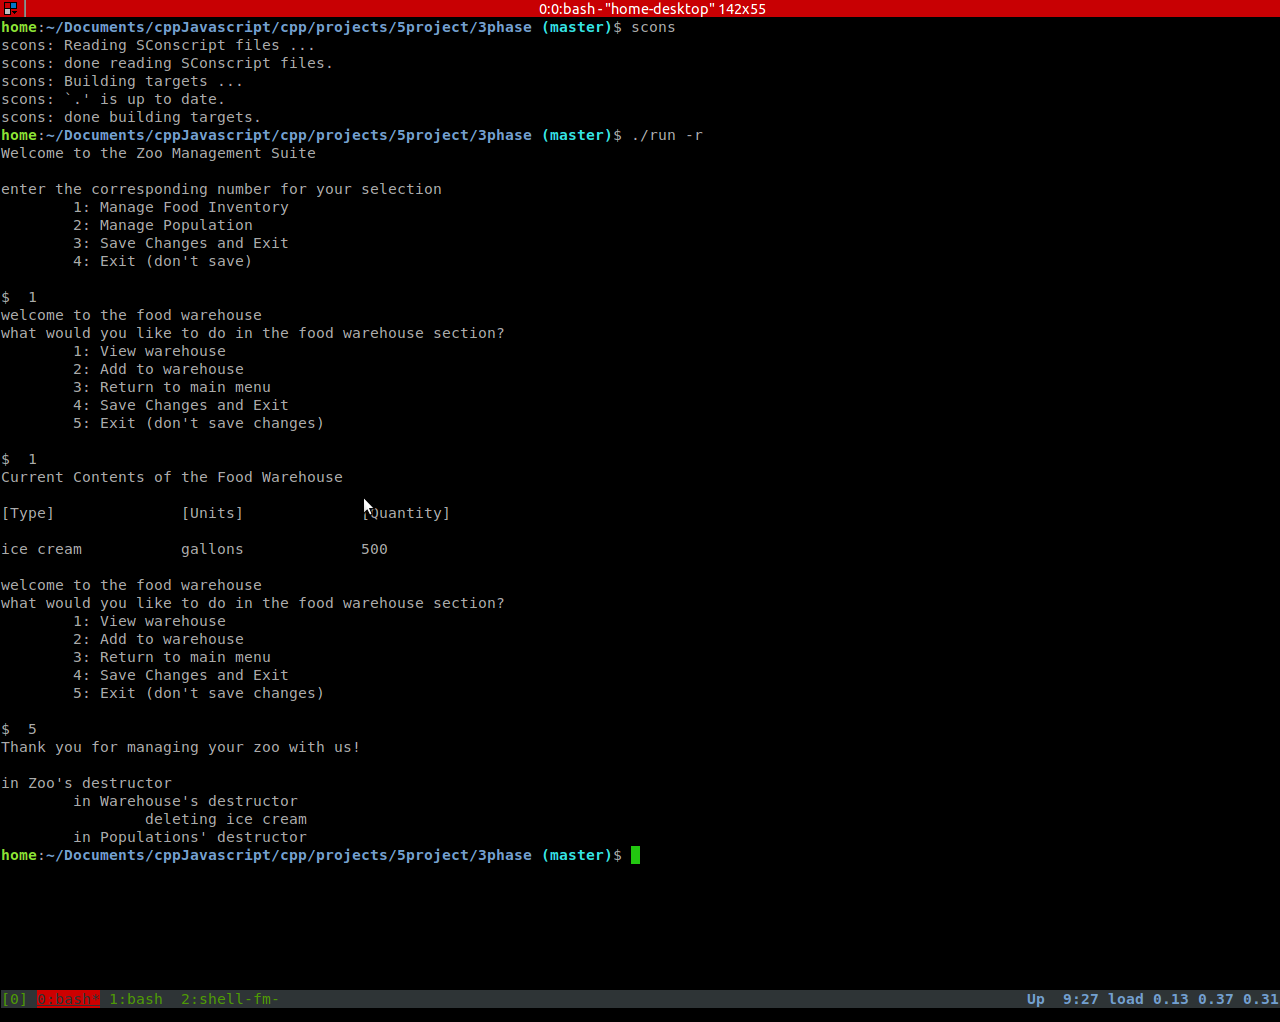 0:0:bash - "home-desktop" 142x55
home:~/Documents/cppJavascript/cpp/projects/5project/3phase (master)$ scons
scons: Reading SConscript files ...
scons: done reading SConscript files.
scons: Building targets ...
scons: `.' is up to date.
scons: done building targets.
home:~/Documents/cppJavascript/cpp/projects/5project/3phase (master)$ ./run -r
Welcome to the Zoo Management Suite
enter the corresponding number for your selection
1: Manage Food Inventory
2: Manage Population
3: Save Changes and Exit
4: Exit (don't save)
$  1
welcome to the food warehouse
what would you like to do in the food warehouse section?
1: View warehouse
2: Add to warehouse
3: Return to main menu
4: Save Changes and Exit
5: Exit (don't save changes)
$  1
Current Contents of the Food Warehouse
[Type]              [Units]             [Quantity]
ice cream           gallons             500
welcome to the food warehouse
what would you like to do in the food warehouse section?
1: View warehouse
2: Add to warehouse
3: Return to main menu
4: Save Changes and Exit
5: Exit (don't save changes)
$  5
Thank you for managing your zoo with us!
in Zoo's destructor
in Warehouse's destructor
deleting ice cream
in Populations' destructor
home:~/Documents/cppJavascript/cpp/projects/5project/3phase (master)$
[0] 0:bash* 1:bash  2:shell-fm-  Up  9:27 load 0.13 0.37 0.31